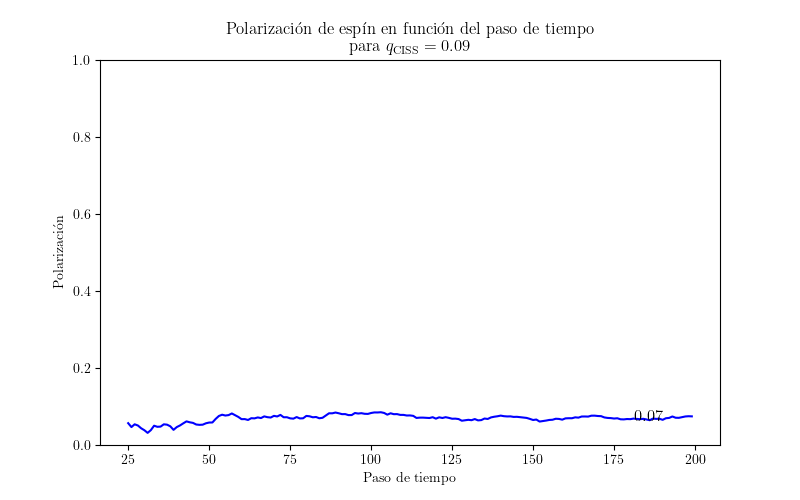 Polarización de espín en función del paso de tiempo
para q_CISS = 0.09
1.0
0.8
0.6
0.4
0.2
0.0
Polarización
0.07
25 50 75 100 125 150 175 200
Paso de tiempo